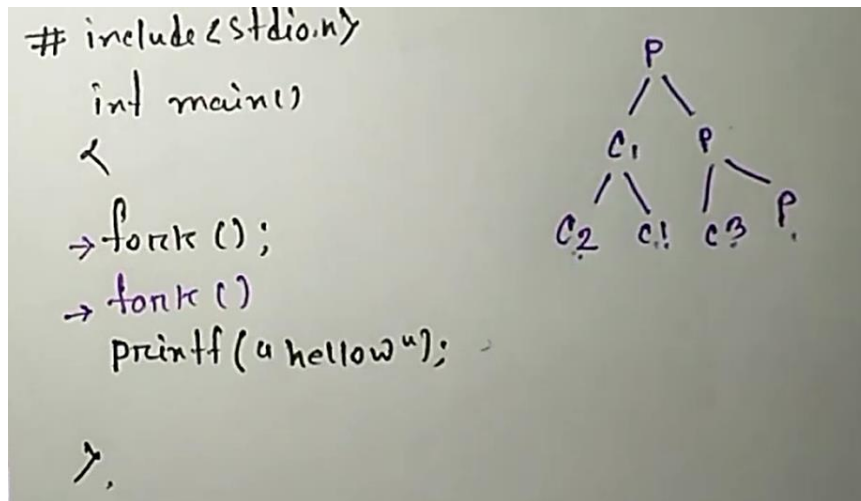 # include <stdio.h>
int main()
{
→ fork();
→ fork()
printf("hellow");
}.
P
C1 P
C2 C1 C3 P